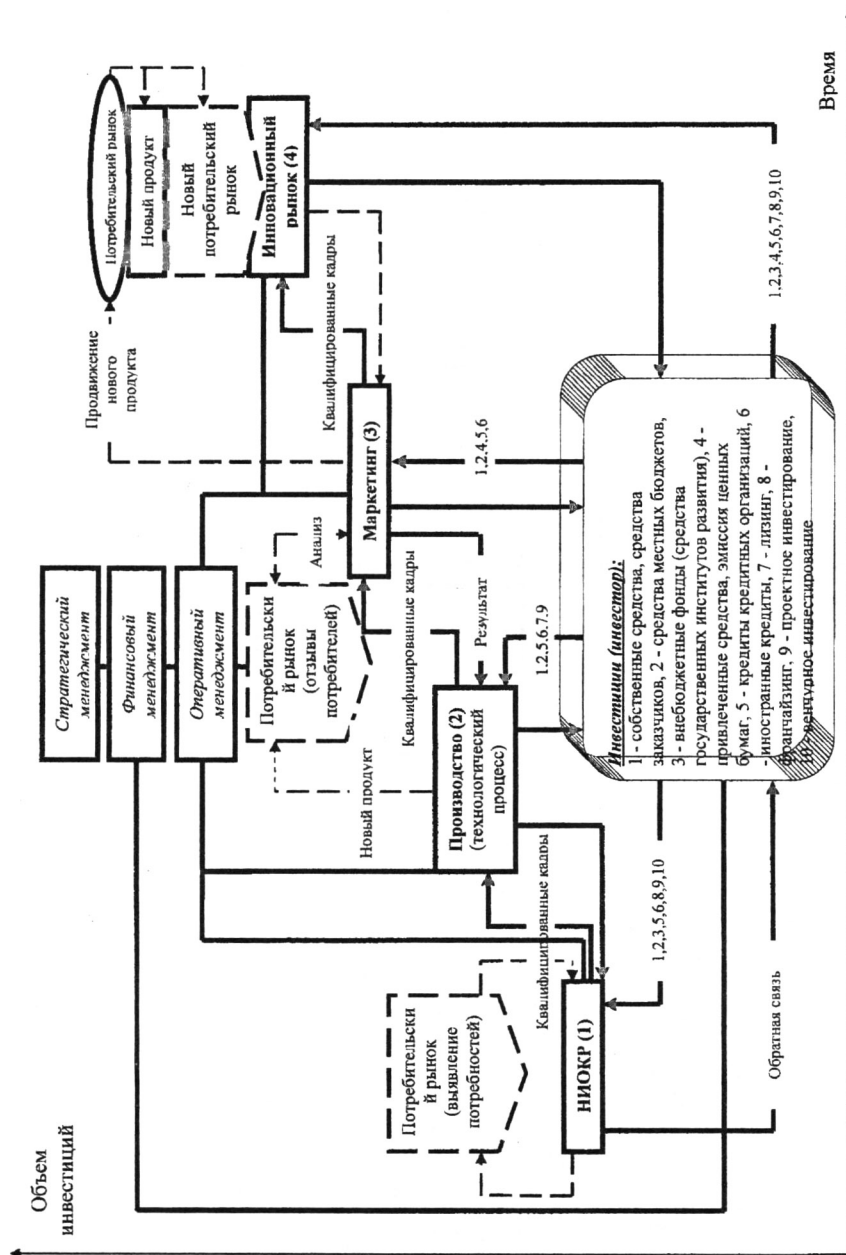 Объем
инвестиций
Стратегический
менеджмент
Финансовый
менеджмент
Оперативный
менеджмент
Продвижение
нового
продукта
Потребительский рынок
Новый продукт
Новый
потребительский
рынок
Инновационный
рынок (4)
Потребительски
й рынок
(отзывы
потребителей)
Анализ
Квалифицированные кадры
Маркетинг (3)
Квалифицированные кадры
Новый продукт
Производство (2)
(технологический
процесс)
Результат
Потребительски
й рынок
(выявление
потребностей)
Квалифицированные кадры
НИОКР (1)
1,2,3,5,6,8,9,10
1.2.5.6.7.9
1.2.4.5.6
1.2.3.4.5.6.7.8.9.10
Обратная связь
Инвестиции (инвестор):
1 - собственные средства, средства
заказчиков, 2 - средства местных бюджетов,
3 - внебюджетные фонды (средства
государственных институтов развития), 4 -
привлеченные средства, эмиссия ценных
бумаг, 5 - кредиты кредитных организаций, 6
- иностранные кредиты, 7 - лизинг, 8 -
франчайзинг, 9 - проектное инвестирование,
10 - венчурное инвестирование
Время